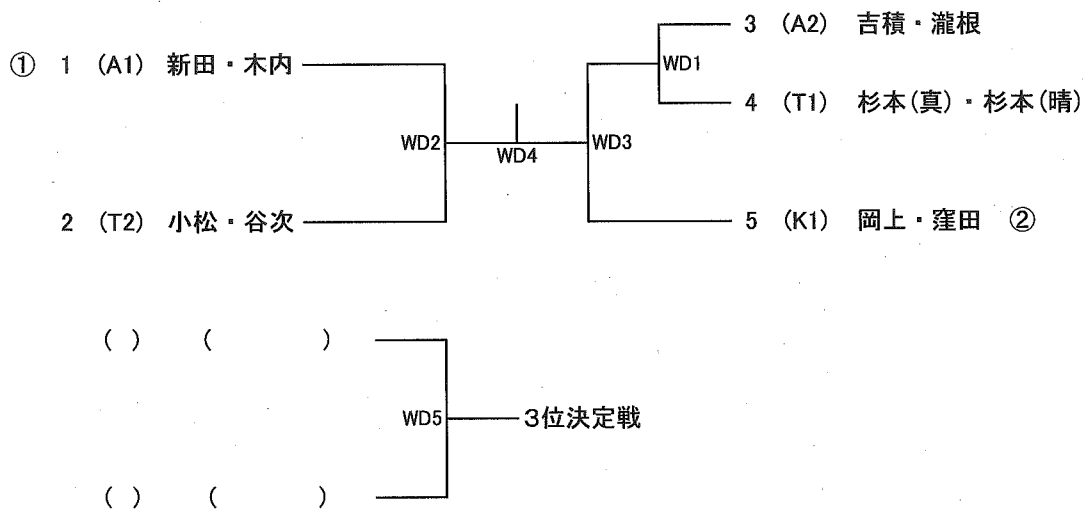 3 (A2) 吉積・瀧根
① 1 (A1) 新田・木内
WD1
4 (T1) 杉本(真)・杉本(晴)
WD2
WD4
WD3
2 (T2) 小松・谷次
5 (K1) 岡上・窪田 ②
( ) ( )
WD5
3位決定戦
( ) ( )